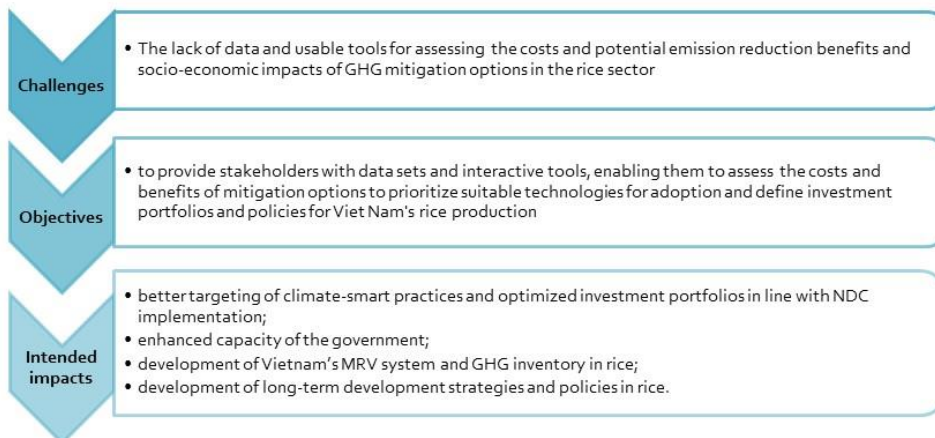 Challenges
• The lack of data and usable tools for assessing the costs and potential emission reduction benefits and
socio-economic impacts of GHG mitigation options in the rice sector
Objectives
• to provide stakeholders with data sets and interactive tools, enabling them to assess the costs and
benefits of mitigation options to prioritize suitable technologies for adoption and define investment
portfolios and policies for Viet Nam's rice production
Intended
impacts
• better targeting of climate-smart practices and optimized investment portfolios in line with NDC
implementation;
• enhanced capacity of the government;
• development of Vietnam's MRV system and GHG inventory in rice;
• development of long-term development strategies and policies in rice.